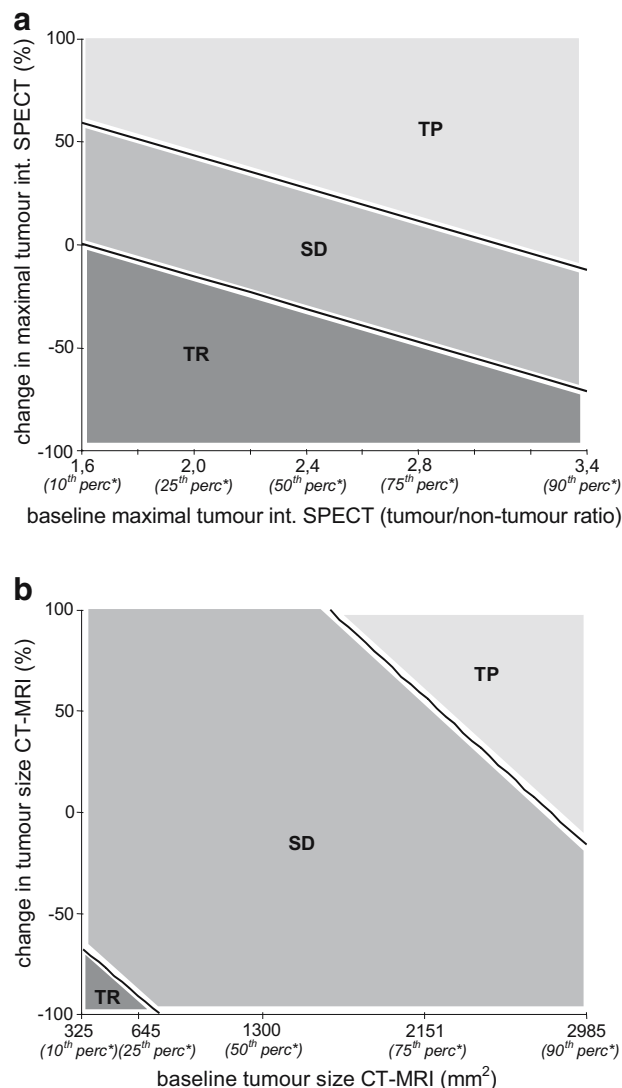 a
change in maximal tumour int. SPECT (%)
100
50
0
-50
-100
TP
SD
TR
1,6 2,0 2,4 2,8 3,4
(10th perc*) (25th perc*) (50th perc*) (75th perc*) (90th perc*)
baseline maximal tumour int. SPECT (tumour/non-tumour ratio)
b
change in tumour size CT-MRI (%)
100
50
0
-50
-100
TP
SD
TR
325 645 1300 2151 2985
(10th perc*)(25th perc*) (50th perc*) (75th perc*) (90th perc*)
baseline tumour size CT-MRI (mm2)